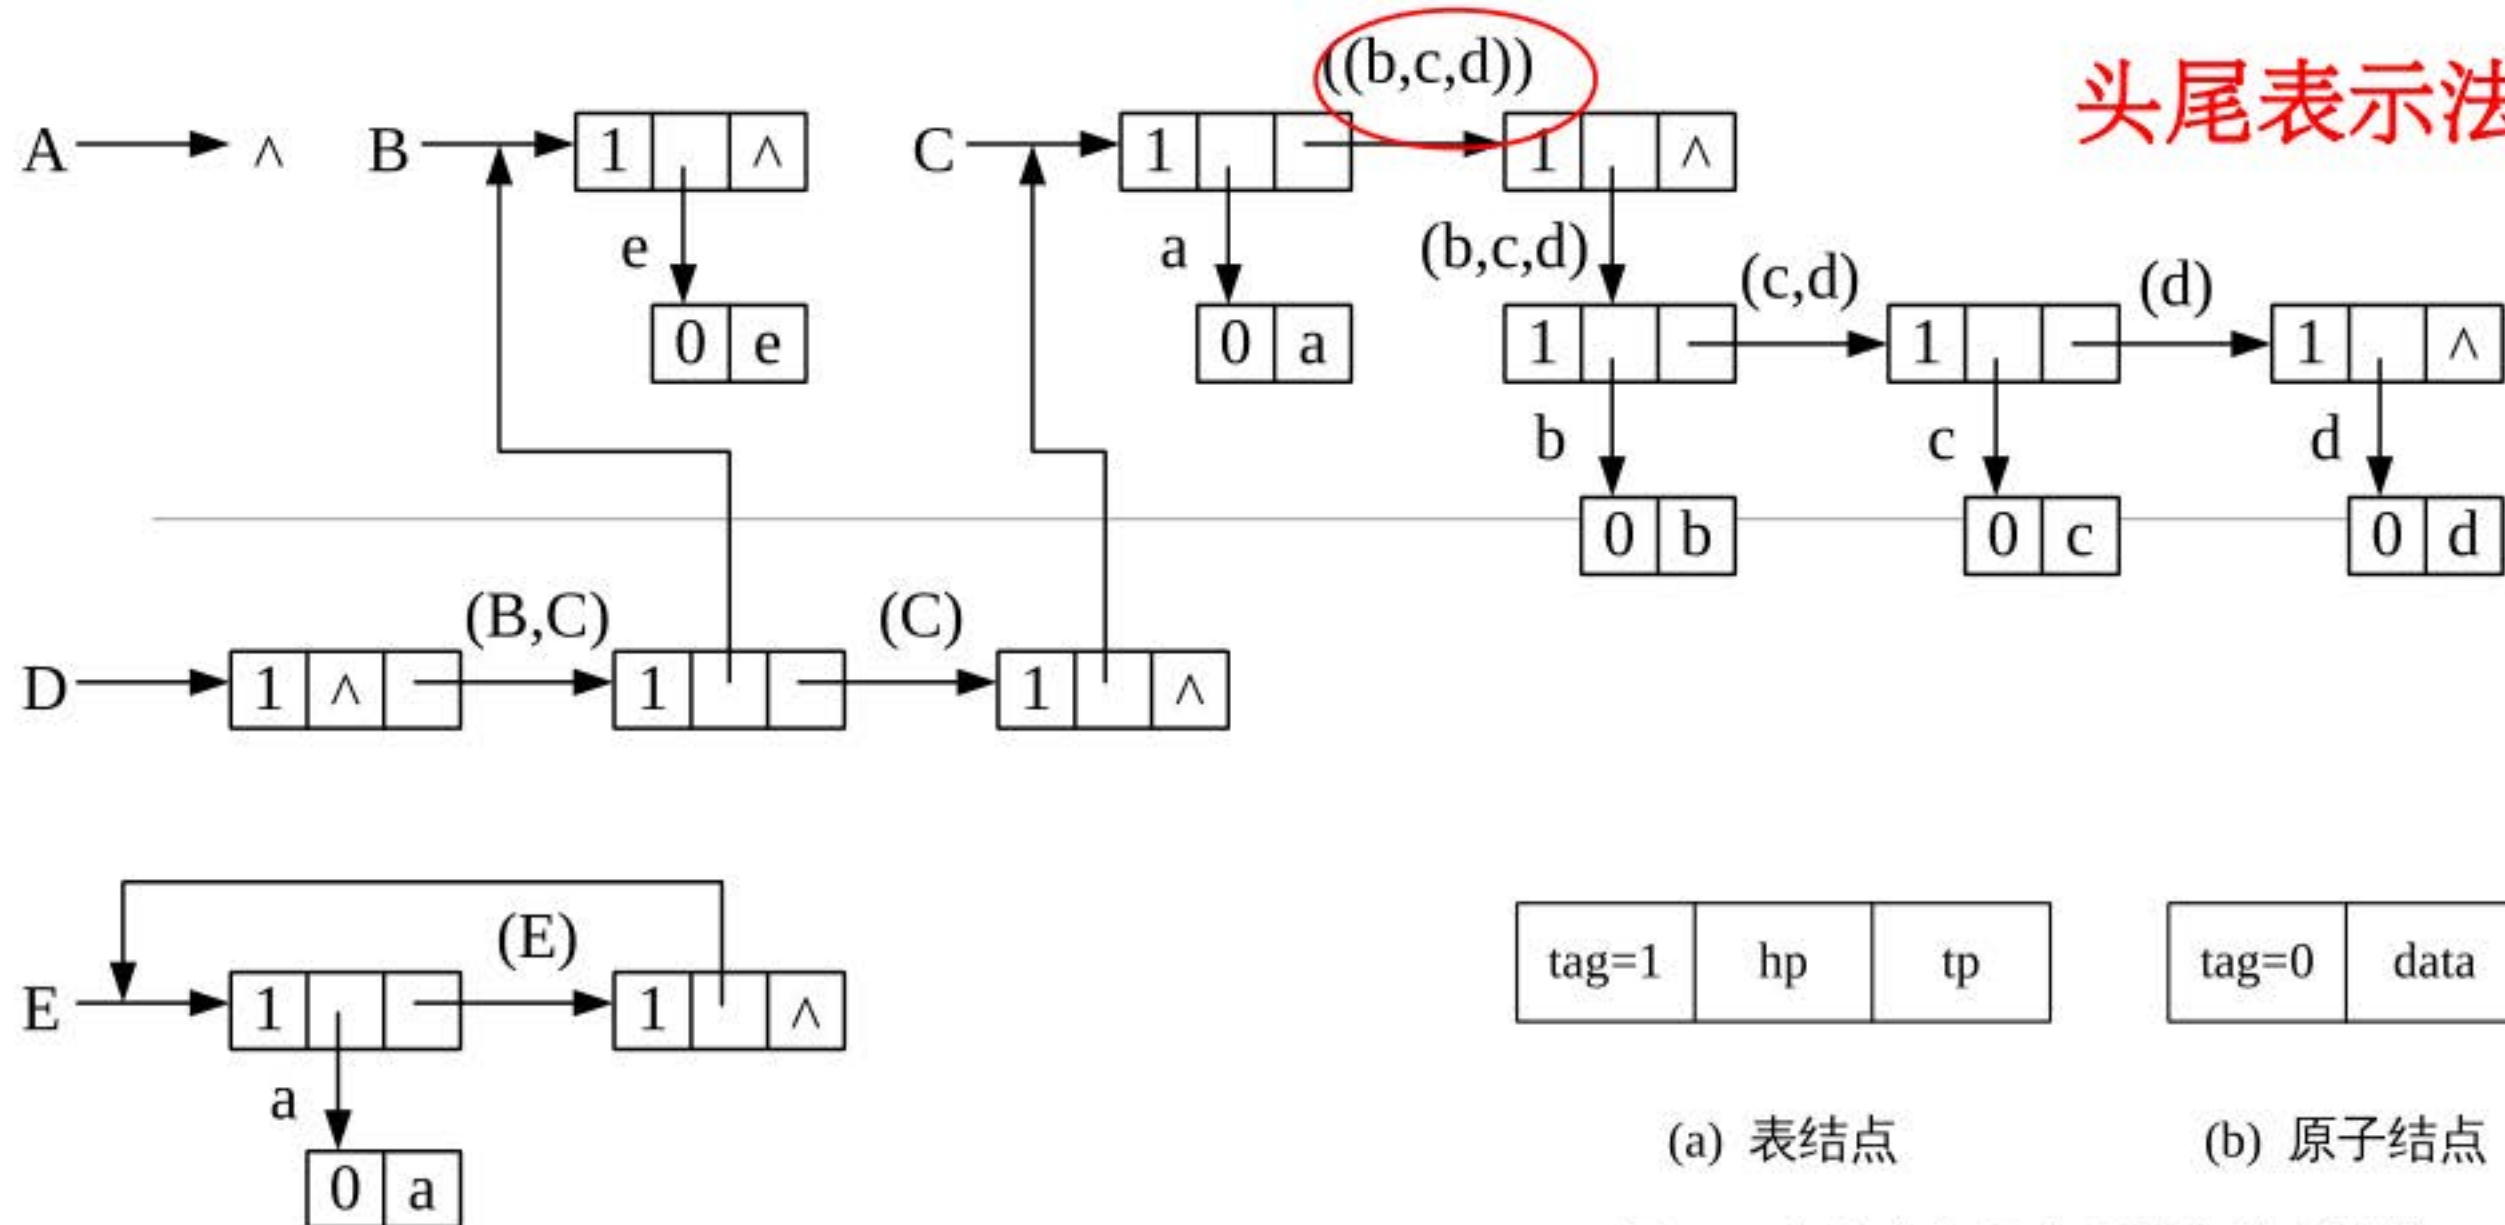 ((b,c,d))
头尾表示法
A ^ B 1 ^ C 1 1 ^
e a (b,c,d) (c,d) (d)
0 e 0 a 1 1 1 ^
b c d
0 b 0 c 0 d
(B,C) (C)
D 1 ^ 1 1 ^
(E)
E 1 1 ^
tag=1 hp tp tag=0 data
a
(a) 表结点 (b) 原子结点
0 a